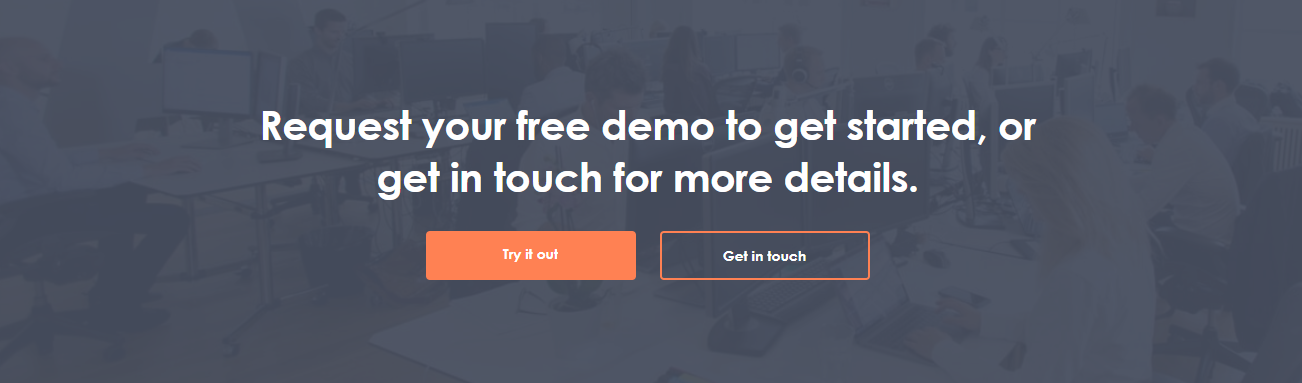 Request your free demo to get started, or
get in touch for more details.
Try it out
Get in touch